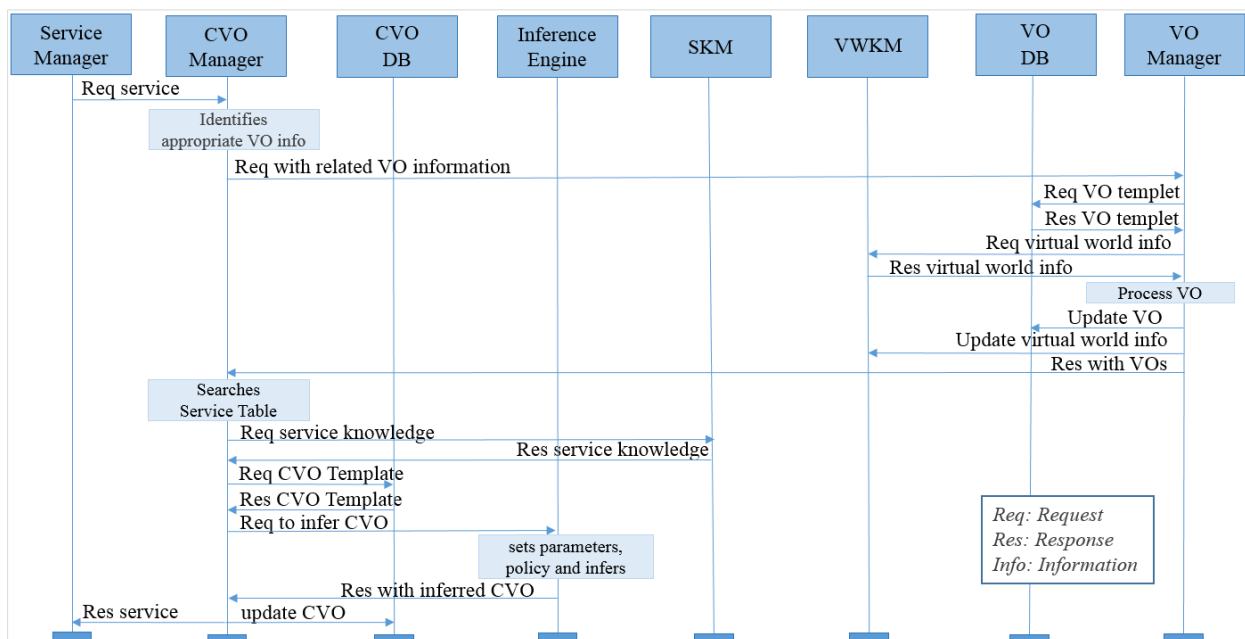 Service
Manager
CVO
Manager
CVO
DB
Inference
Engine
SKM
VWKM
VO
DB
VO
Manager
Req service
Identifies
appropriate VO info
Req with related VO information
Req VO templet
Res VO templet
Req virtual world info
Res virtual world info
Process VO
Update VO
Update virtual world info
Res with VOs
Searches
Service Table
Req service knowledge
Res service knowledge
Req CVO Template
Res CVO Template
Req to infer CVO
sets parameters,
policy and infers
Res with inferred CVO
Res service
update CVO
Req: Request
Res: Response
Info: Information